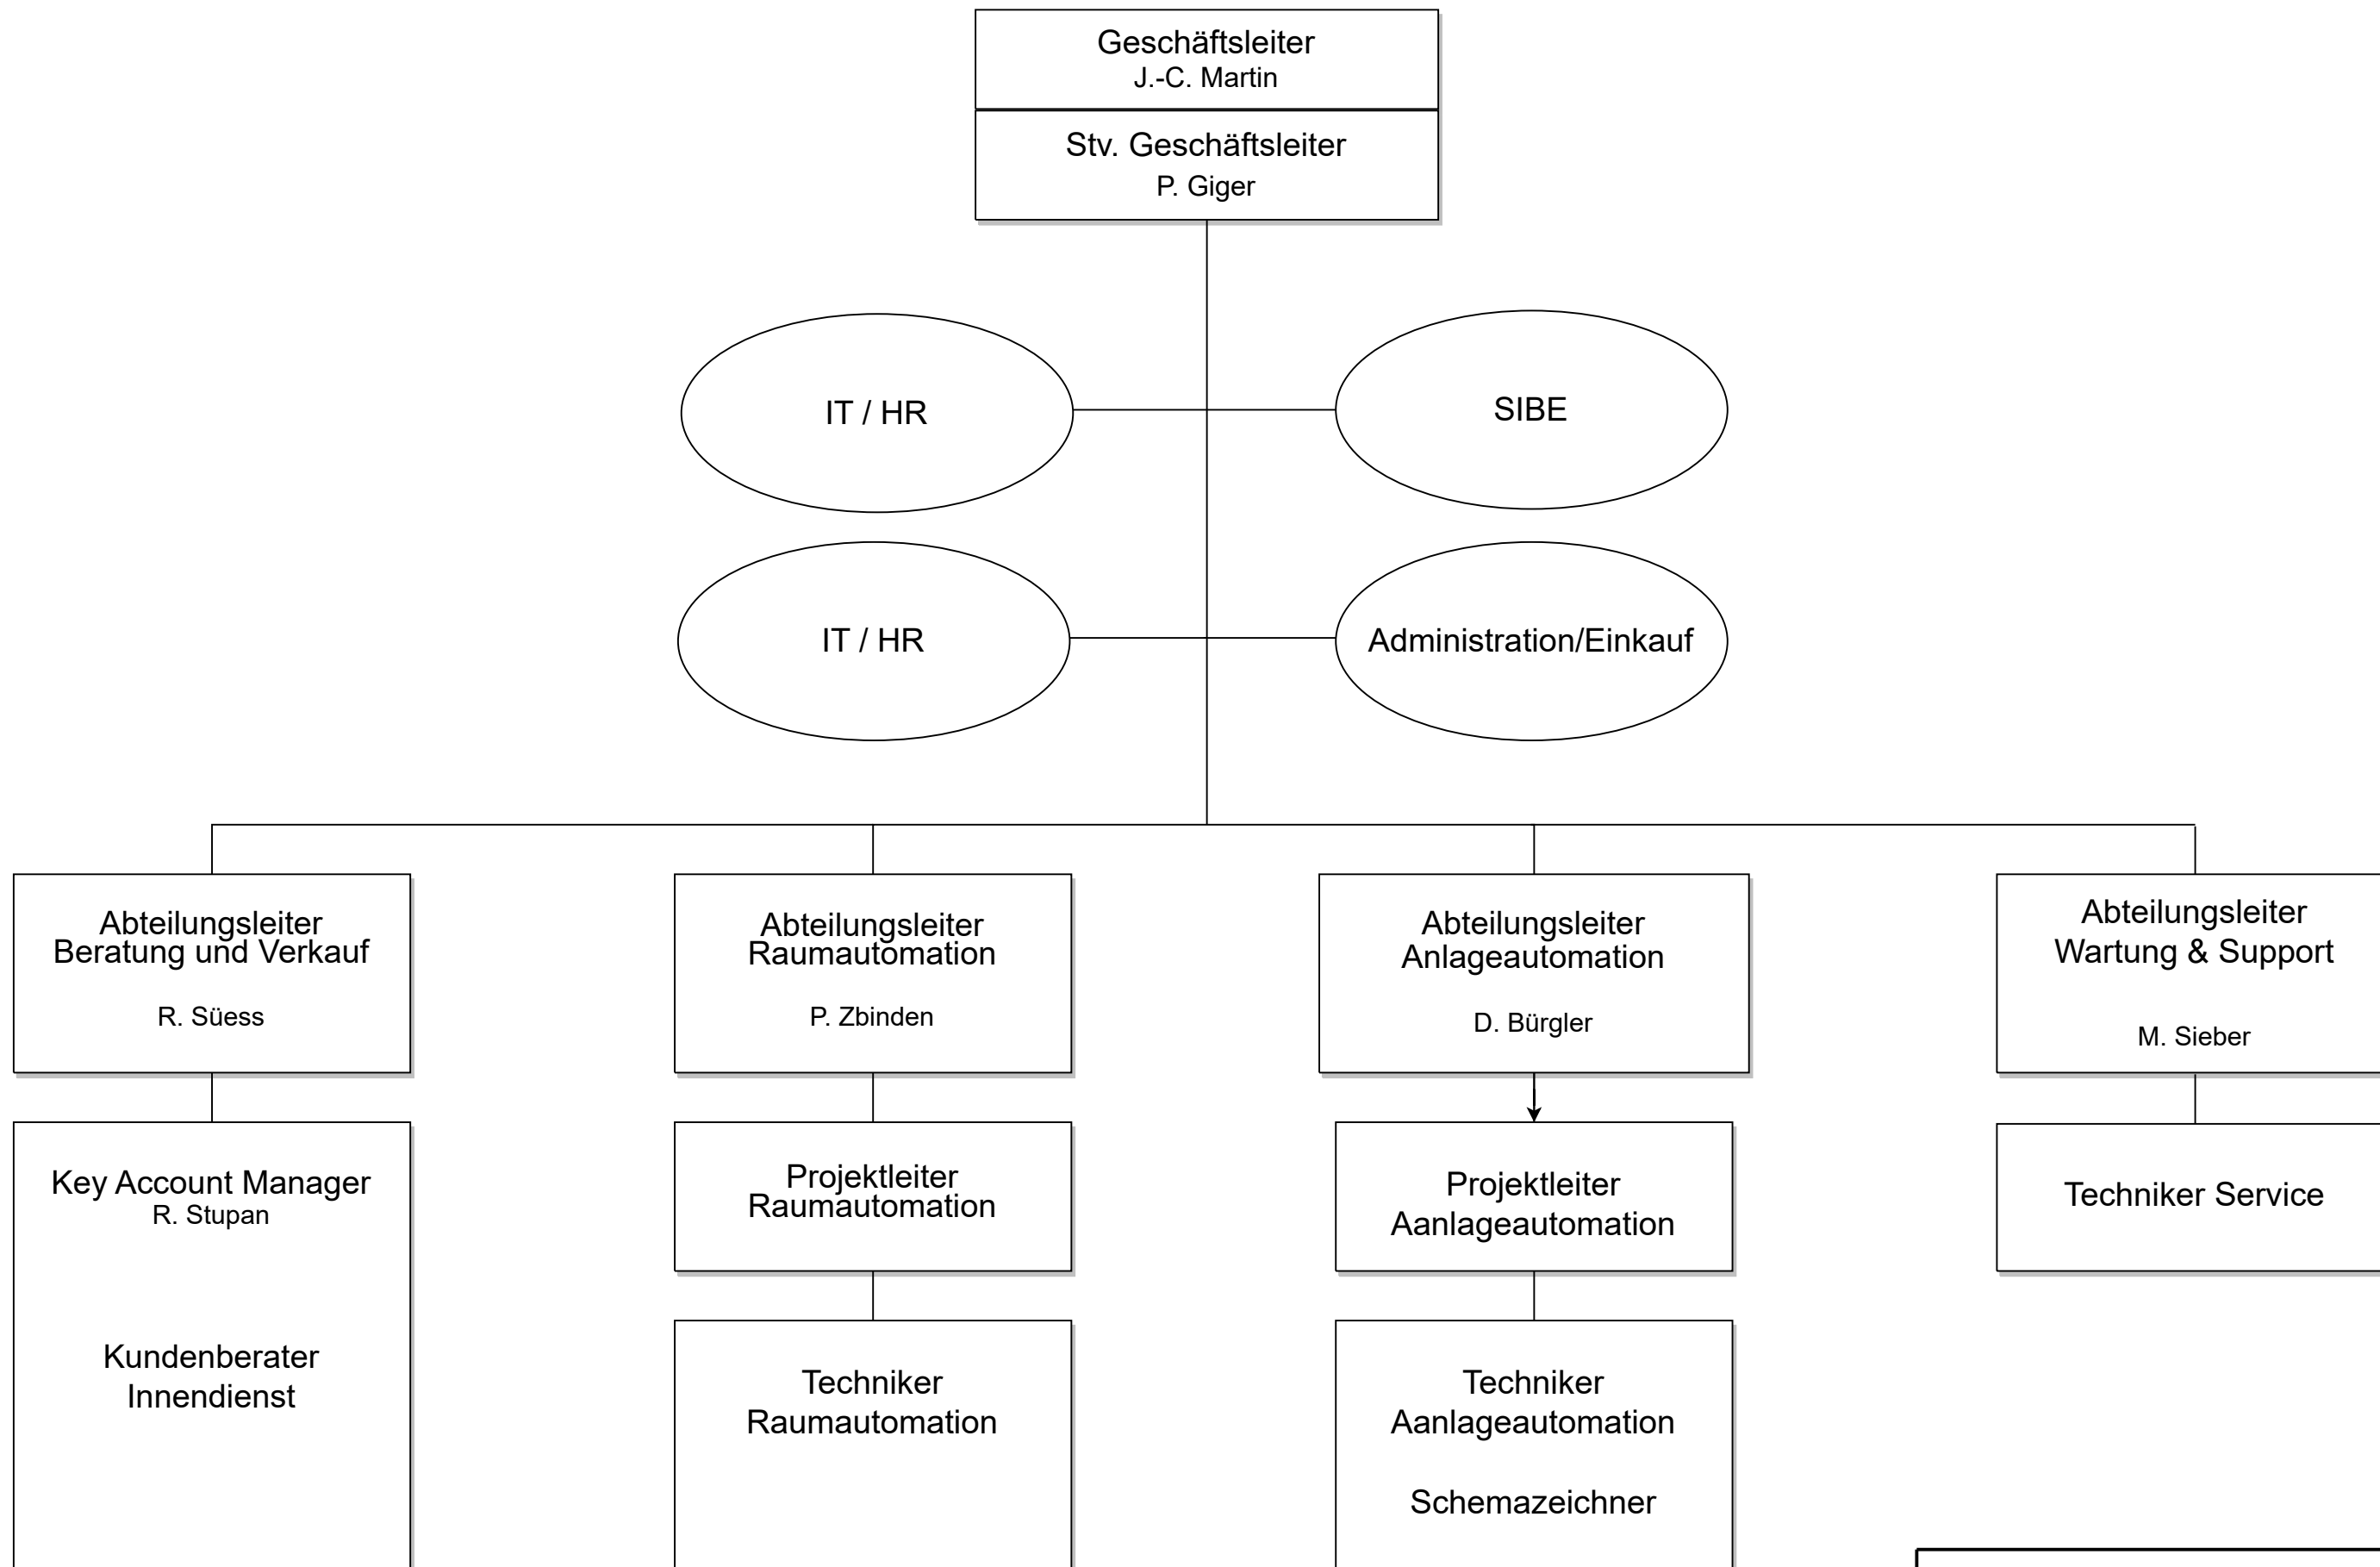 Geschäftsleiter
J.-C. Martin
Stv. Geschäftsleiter
P. Giger
IT / HR
SIBE
IT / HR
Administration/Einkauf
Abteilungsleiter
Beratung und Verkauf
R. Süess
Abteilungsleiter
Raumautomation
P. Zbinden
Abteilungsleiter
Anlageautomation
D. Bürgler
Abteilungsleiter
Wartung & Support
M. Sieber
Key Account Manager
R. Stupan
Kundenberater
Innendienst
Projektleiter
Raumautomation
Projektleiter
Aanlageautomation
Techniker Service
Techniker
Raumautomation
Techniker
Aanlageautomation
Schemazeichner